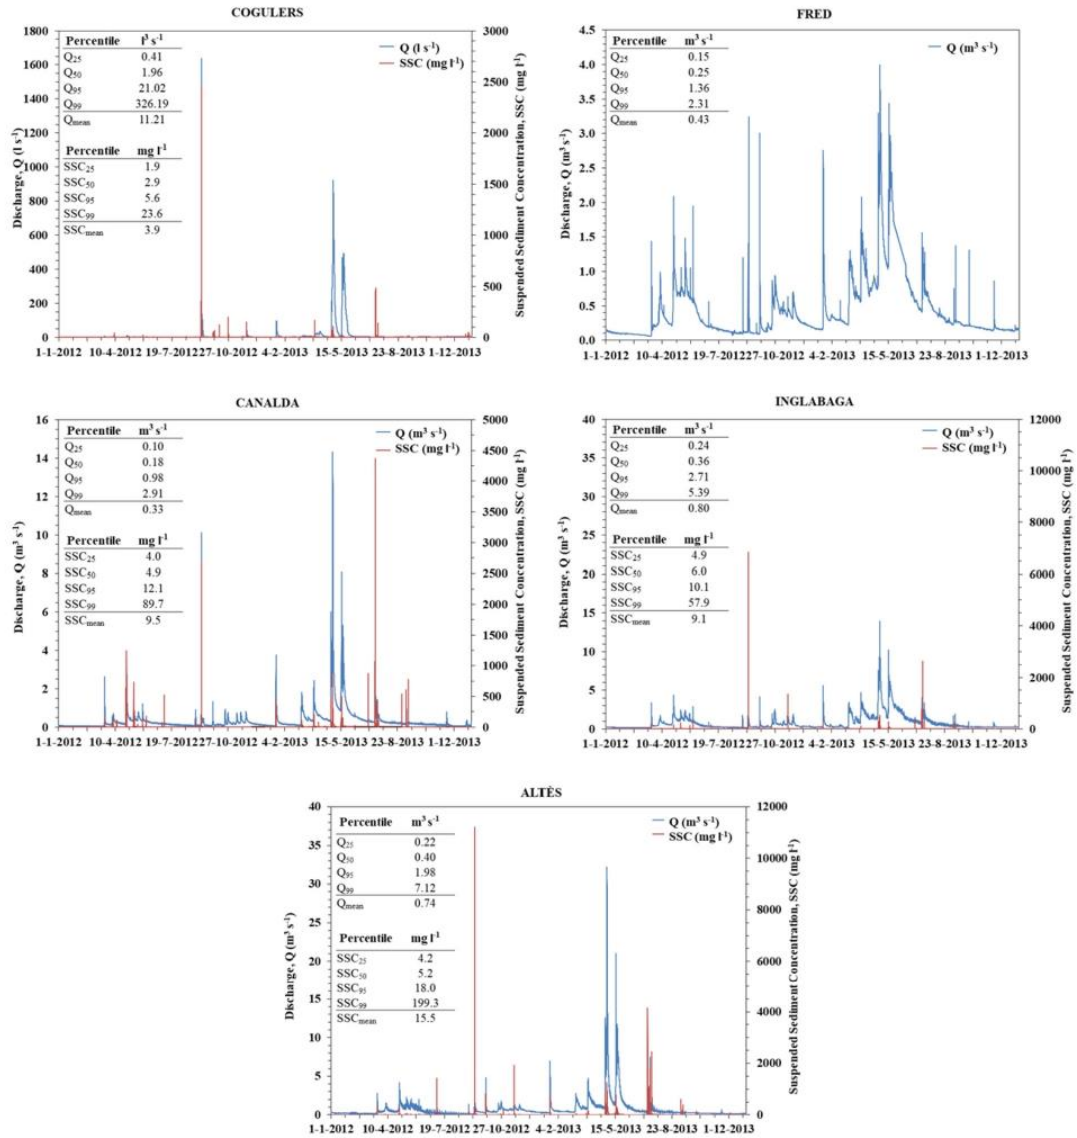 COGULERS
Percentile l³ s⁻¹
Q25 0.41
Q50 1.96
Q95 21.02
Q99 326.19
Qmean 11.21
Percentile mg l⁻¹
SSC25 1.9
SSC50 2.9
SSC95 5.6
SSC99 23.6
SSCmean 3.9
Q (l s⁻¹)
SSC (mg l⁻¹)
Discharge, Q (l s⁻¹)
1800
1600
1400
1200
1000
800
600
400
200
0
3000
2500
2000
1500
1000
500
0
Suspended Sediment Concentration, SSC (mg l⁻¹)
1-1-2012 10-4-2012 19-7-2012 27-10-2012 4-2-2013 15-5-2013 23-8-2013 1-12-2013
FRED
Percentile m³ s⁻¹
Q25 0.15
Q50 0.25
Q95 1.36
Q99 2.31
Qmean 0.43
Q (m³ s⁻¹)
Discharge, Q (m³ s⁻¹)
4.5
4.0
3.5
3.0
2.5
2.0
1.5
1.0
0.5
0.0
1-1-2012 10-4-2012 19-7-2012 27-10-2012 4-2-2013 15-5-2013 23-8-2013 1-12-2013
CANALDA
Percentile m³ s⁻¹
Q25 0.10
Q50 0.18
Q95 0.98
Q99 2.91
Qmean 0.33
Percentile mg l⁻¹
SSC25 4.0
SSC50 4.9
SSC95 12.1
SSC99 89.7
SSCmean 9.5
Q (m³ s⁻¹)
SSC (mg l⁻¹)
Discharge, Q (m³ s⁻¹)
16
14
12
10
8
6
4
2
0
5000
4500
4000
3500
3000
2500
2000
1500
1000
500
0
Suspended Sediment Concentration, SSC (mg l⁻¹)
1-1-2012 10-4-2012 19-7-2012 27-10-2012 4-2-2013 15-5-2013 23-8-2013 1-12-2013
INGLABAGA
Percentile m³ s⁻¹
Q25 0.24
Q50 0.36
Q95 2.71
Q99 5.39
Qmean 0.80
Percentile mg l⁻¹
SSC25 4.9
SSC50 6.0
SSC95 10.1
SSC99 57.9
SSCmean 9.1
Q (m³ s⁻¹)
SSC (mg l⁻¹)
Discharge, Q (m³ s⁻¹)
40
35
30
25
20
15
10
5
0
12000
10000
8000
6000
4000
2000
0
Suspended Sediment Concentration, SSC (mg l⁻¹)
1-1-2012 10-4-2012 19-7-2012 27-10-2012 4-2-2013 15-5-2013 23-8-2013 1-12-2013
ALTÈS
Percentile m³ s⁻¹
Q25 0.22
Q50 0.40
Q95 1.98
Q99 7.12
Qmean 0.74
Percentile mg l⁻¹
SSC25 4.2
SSC50 5.2
SSC95 18.0
SSC99 199.3
SSCmean 15.5
Q (m³ s⁻¹)
SSC (mg l⁻¹)
Discharge, Q (m³ s⁻¹)
40
35
30
25
20
15
10
5
0
12000
10000
8000
6000
4000
2000
0
Suspended Sediment Concentration, SSC (mg l⁻¹)
1-1-2012 10-4-2012 19-7-2012 27-10-2012 4-2-2013 15-5-2013 23-8-2013 1-12-2013